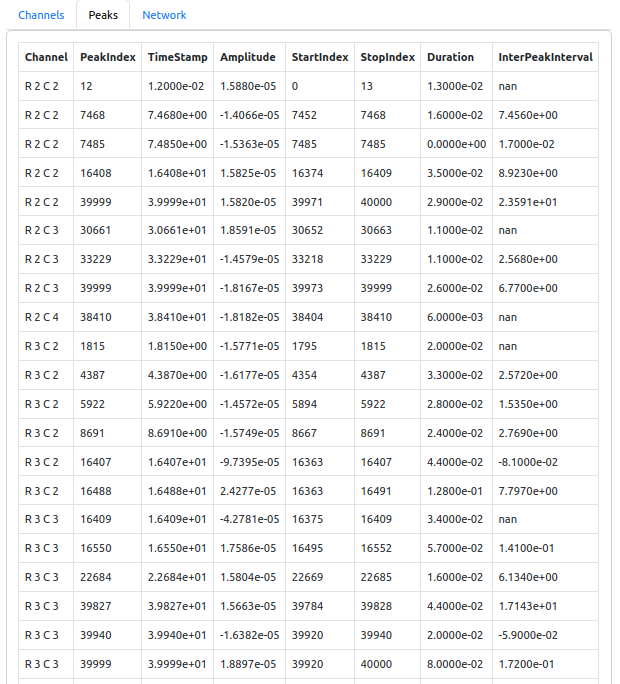 Channels Peaks Network
Channel PeakIndex TimeStamp Amplitude StartIndex StopIndex Duration InterPeakInterval
R 2 C 2 12 1.2000e-02 1.5880e-05 0 13 1.3000e-02 nan
R 2 C 2 7468 7.4680e+00 -1.4066e-05 7452 7468 1.6000e-02 7.4560e+00
R 2 C 2 7485 7.4850e+00 -1.5363e-05 7485 7485 0.0000e+00 1.7000e-02
R 2 C 2 16408 1.6408e+01 1.5825e-05 16374 16409 3.5000e-02 8.9230e+00
R 2 C 2 39999 3.9999e+01 1.5820e-05 39971 40000 2.9000e-02 2.3591e+01
R 2 C 3 30661 3.0661e+01 1.8591e-05 30652 30663 1.1000e-02 nan
R 2 C 3 33229 3.3229e+01 -1.4579e-05 33218 33229 1.1000e-02 2.5680e+00
R 2 C 3 39999 3.9999e+01 -1.8167e-05 39973 39999 2.6000e-02 6.7700e+00
R 2 C 4 38410 3.8410e+01 -1.8182e-05 38404 38410 6.0000e-03 nan
R 3 C 2 1815 1.8150e+00 -1.5771e-05 1795 1815 2.0000e-02 nan
R 3 C 2 4387 4.3870e+00 -1.6177e-05 4354 4387 3.3000e-02 2.5720e+00
R 3 C 2 5922 5.9220e+00 -1.4572e-05 5894 5922 2.8000e-02 1.5350e+00
R 3 C 2 8691 8.6910e+00 -1.5749e-05 8667 8691 2.4000e-02 2.7690e+00
R 3 C 2 16407 1.6407e+01 -9.7395e-05 16363 16407 4.4000e-02 -8.1000e-02
R 3 C 2 16488 1.6488e+01 2.4277e-05 16363 16491 1.2800e-01 7.7970e+00
R 3 C 3 16409 1.6409e+01 -4.2781e-05 16375 16409 3.4000e-02 nan
R 3 C 3 16550 1.6550e+01 1.7586e-05 16495 16552 5.7000e-02 1.4100e-01
R 3 C 3 22684 2.2684e+01 1.5804e-05 22669 22685 1.6000e-02 6.1340e+00
R 3 C 3 39827 3.9827e+01 1.5663e-05 39784 39828 4.4000e-02 1.7143e+01
R 3 C 3 39940 3.9940e+01 -1.6382e-05 39920 39940 2.0000e-02 -5.9000e-02
R 3 C 3 39999 3.9999e+01 1.8897e-05 39920 40000 8.0000e-02 1.7200e-01